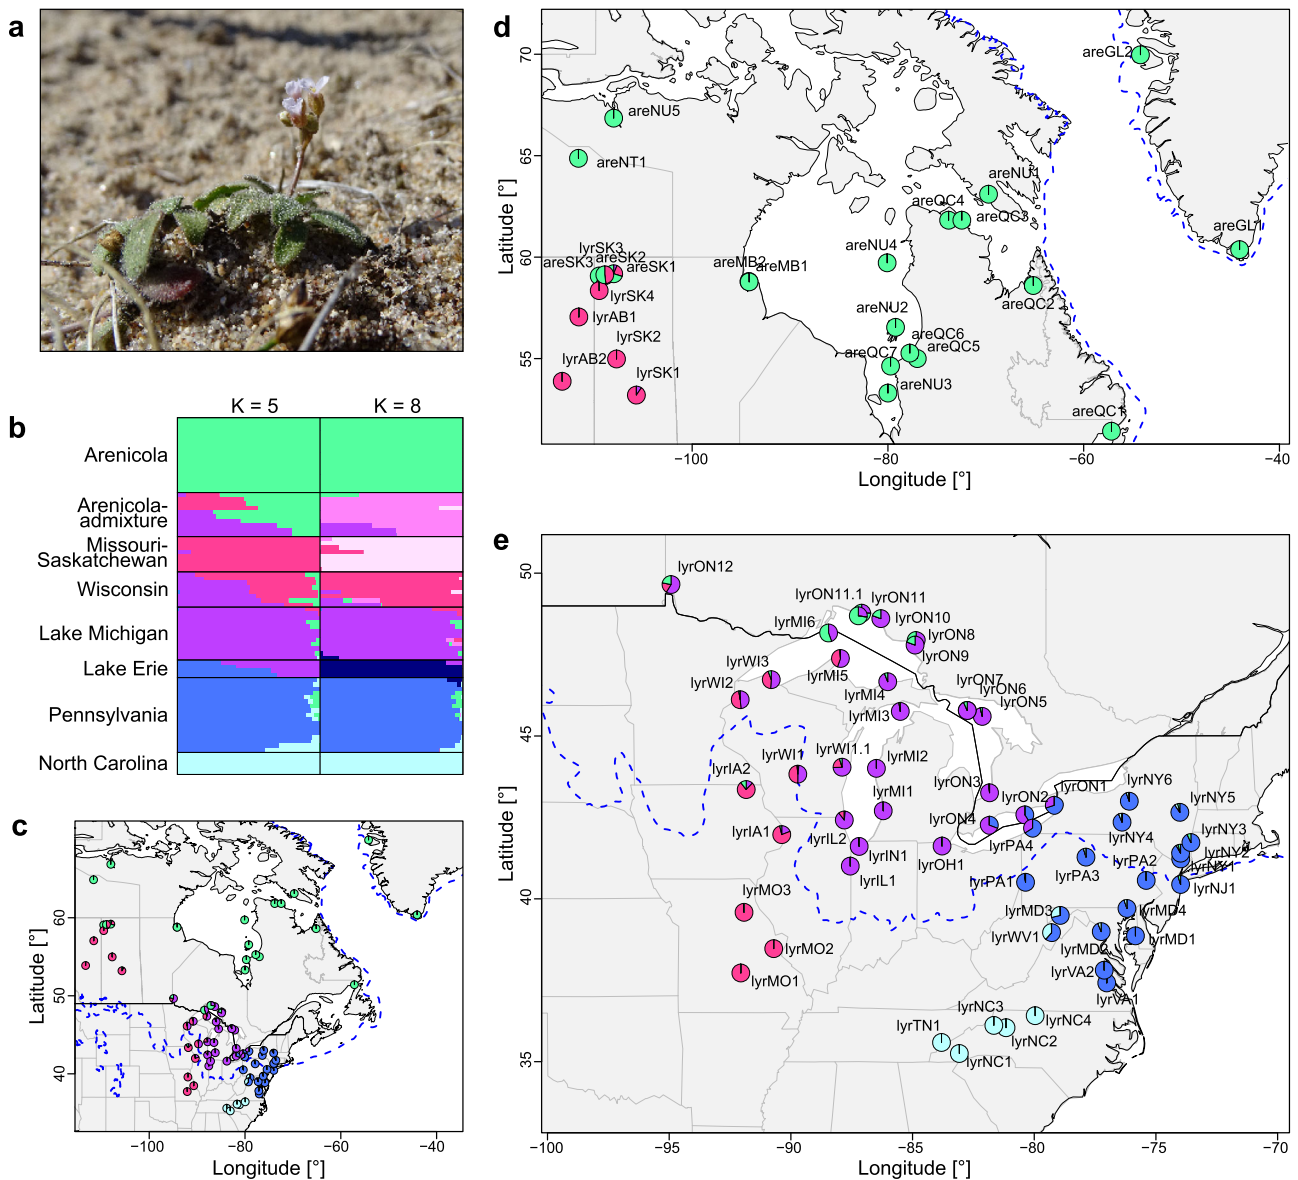 a
b
K = 5
K = 8
Arenicola
Arenicola-
admixture
Missouri-
Saskatchewan
Wisconsin
Lake Michigan
Lake Erie
Pennsylvania
North Carolina
c
60
50
40
Latitude [°]
−100
−80
−60
−40
Longitude [°]
d
70
65
60
55
Latitude [°]
areGL2
areNU5
areNT1
areNU1
areQC4
areQC3
areGL1
areNU4
lyrSK3
areSK2
areSK3
areSK1
areMB2
areMB1
lyrSK4
areQC2
lyrAB1
areNU2
lyrSK2
areQC6
areQC5
areQC7
lyrAB2
lyrSK1
areNU3
areQC1
−100
−80
−60
−40
Longitude [°]
e
50
45
40
35
Latitude [°]
lyrON12
lyrON11.1
lyrON11
lyrON10
lyrMI6
lyrON8
lyrON9
lyrWI3
lyrMI5
lyrWI2
lyrMI4
lyrON7
lyrON6
lyrON5
lyrMI3
lyrWI1
lyrWI1.1
lyrMI2
lyrIA2
lyrMI1
lyrON3
lyrON2
lyrON1
lyrNY6
lyrNY5
lyrIA1
lyrIL2
lyrON4
lyrNY4
lyrNY3
lyrIN1
lyrPA4
lyrNY2
lyrOH1
lyrPA2
lyrNY1
lyrIL1
lyrPA1
lyrPA3
lyrNJ1
lyrMO3
lyrMD3
lyrMD4
lyrWV1
lyrMD2
lyrMD1
lyrMO2
lyrVA2
lyrMO1
lyrVA1
lyrNC3
lyrNC4
lyrTN1
lyrNC2
lyrNC1
−100
−95
−90
−85
−80
−75
−70
Longitude [°]